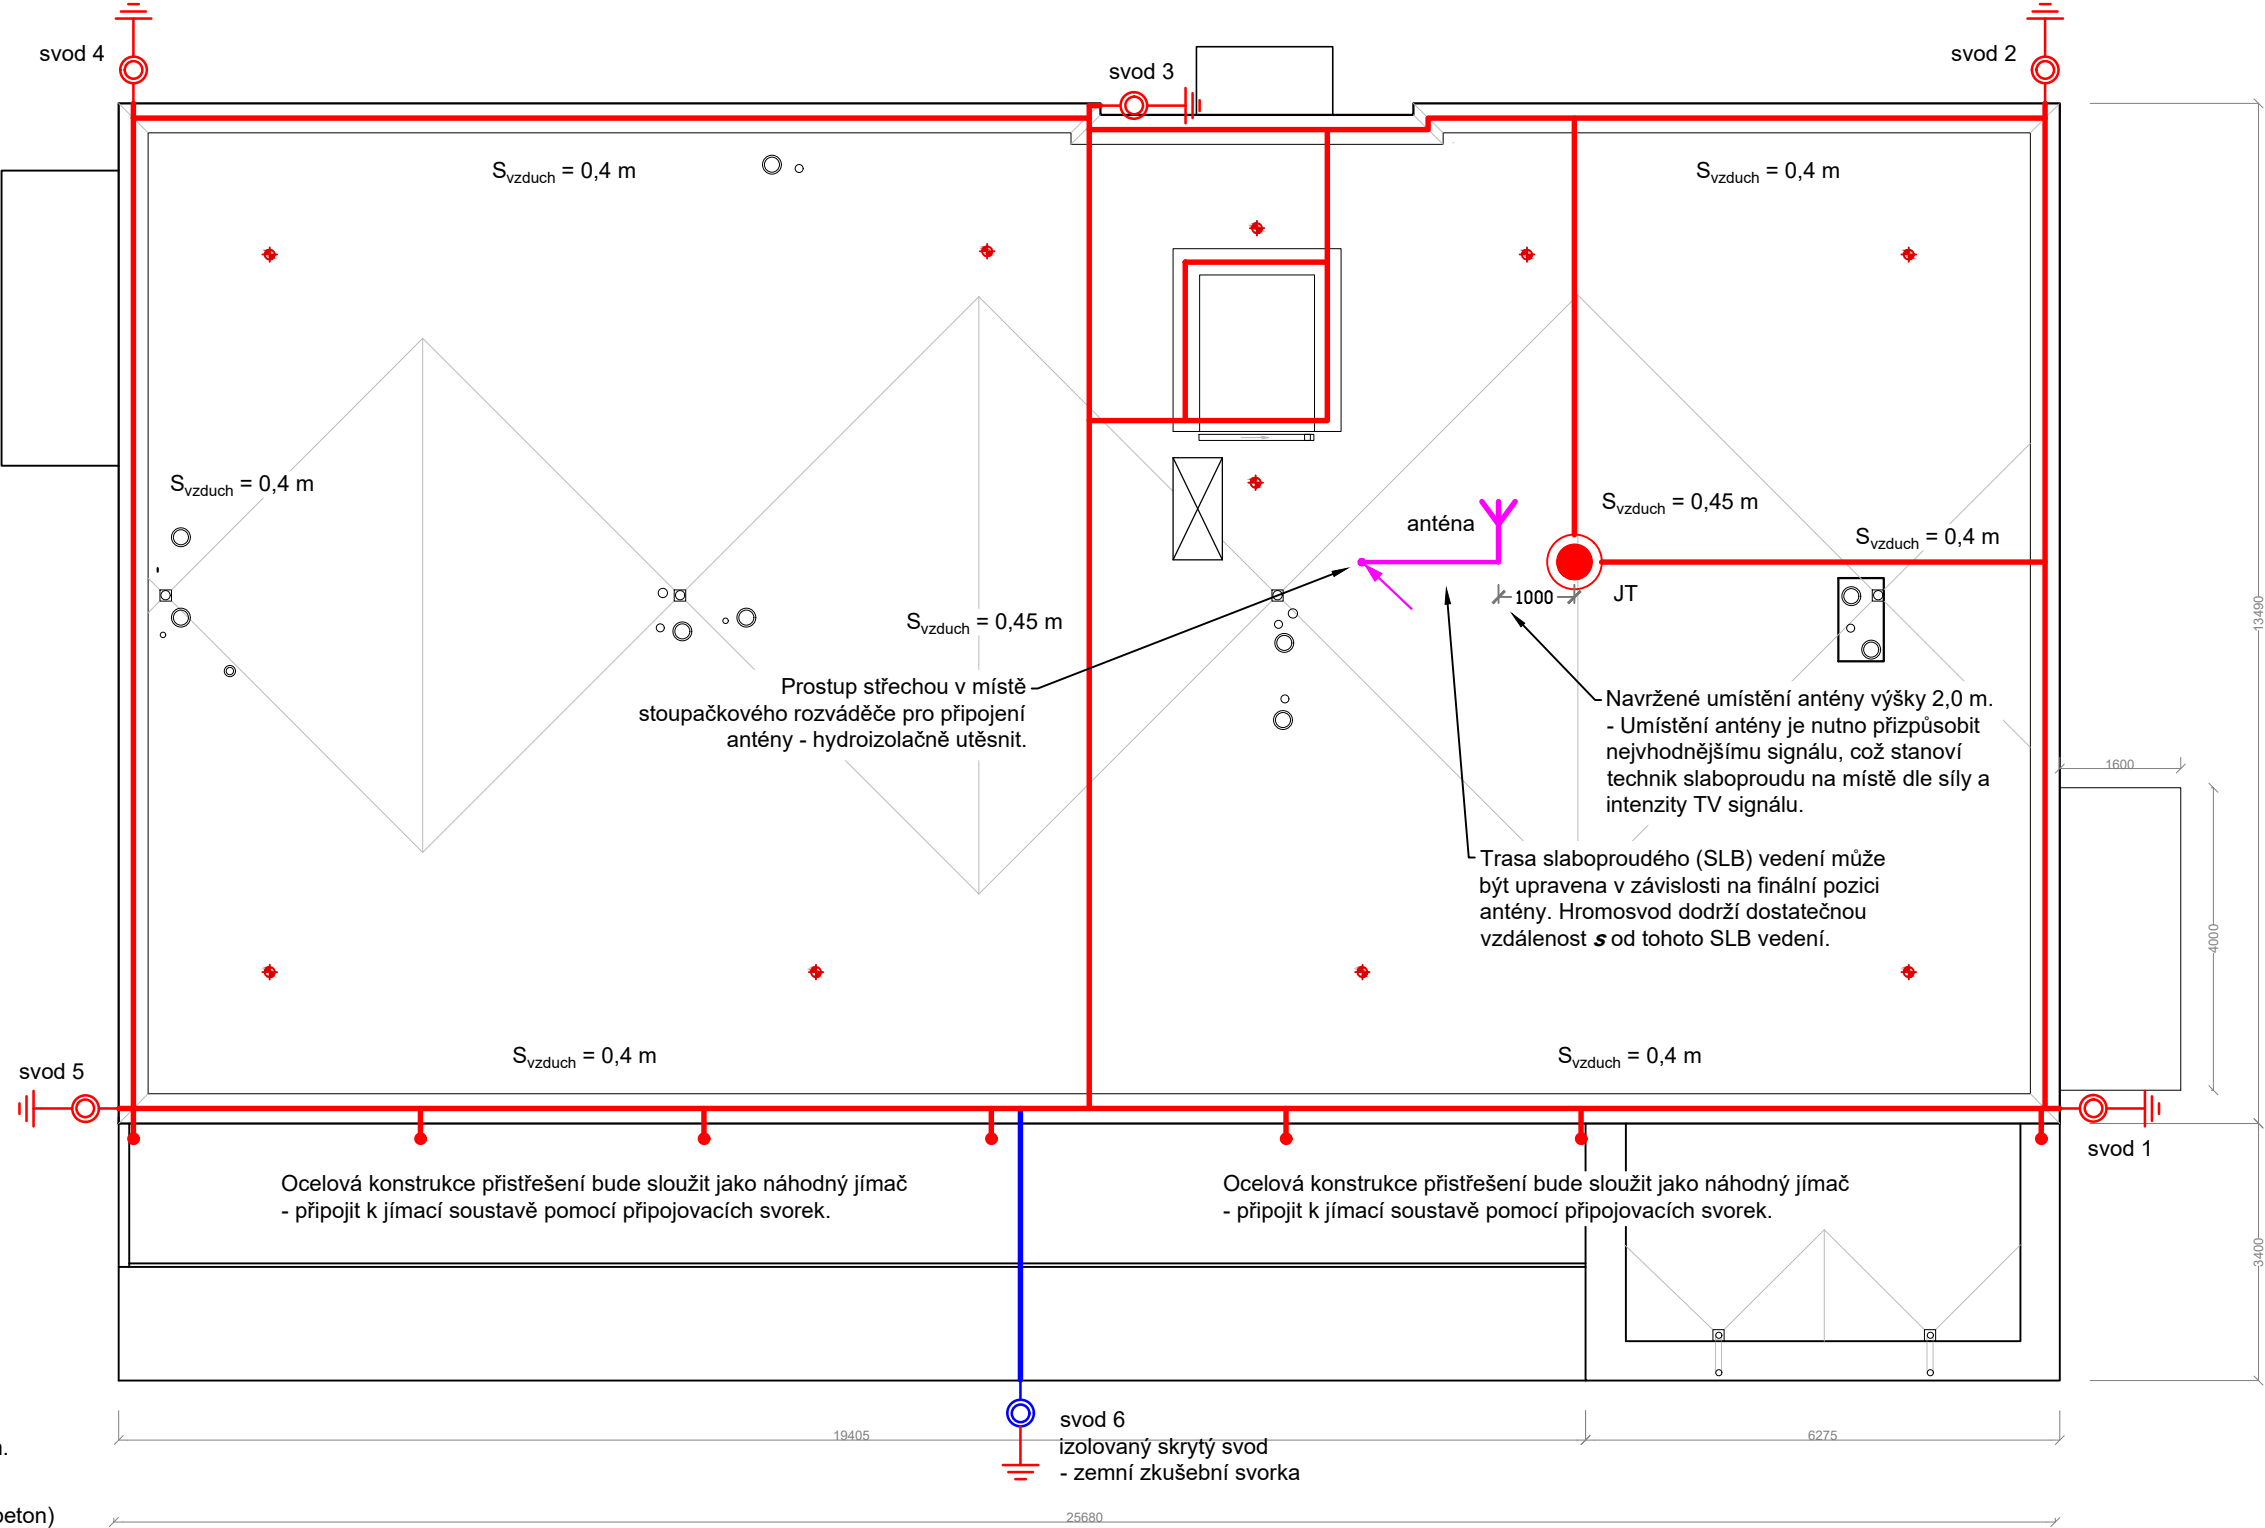 svod 4
svod 3
svod 2
Svzduch = 0,4 m
Svzduch = 0,4 m
Svzduch = 0,4 m
Svzduch = 0,45 m
anténa
Svzduch = 0,4 m
1000
JT
13490
Svzduch = 0,45 m
Prostup střechou v místě
stoupačkového rozváděče pro připojení
antény - hydroizolačně utěsnit.
Navržené umístění antény výšky 2,0 m.
- Umístění antény je nutno přizpůsobit
nejvhodnějšímu signálu, což stanoví
technik slaboproudu na místě dle síly a
intenzity TV signálu.
1600
Trasa slaboproudého (SLB) vedení může
být upravena v závislosti na finální pozici
antény. Hromosvod dodrží dostatečnou
vzdálenost s od tohoto SLB vedení.
4000
Svzduch = 0,4 m
Svzduch = 0,4 m
svod 5
svod 1
Ocelová konstrukce přistřešení bude sloužit jako náhodný jímač
- připojit k jímací soustavě pomocí připojovacích svorek.
Ocelová konstrukce přistřešení bude sloužit jako náhodný jímač
- připojit k jímací soustavě pomocí připojovacích svorek.
3400
19405
6275
svod 6
izolovaný skrytý svod
- zemní zkušební svorka
25680